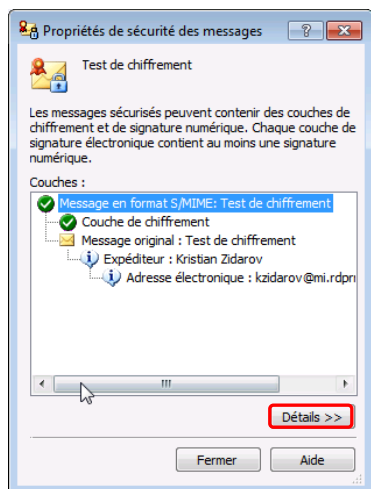 Propriétés de sécurité des messages
Test de chiffrement
Les messages sécurisés peuvent contenir des couches de
chiffrement et de signature numérique. Chaque couche de
signature électronique contient au moins une signature
numérique.
Couches :
Message en format S/MIME: Test de chiffrement
Couche de chiffrement
Message original : Test de chiffrement
Expéditeur : Kristian Zidarov
Adresse électronique : kzidarov@mi.rdpri
Détails >>
Fermer Aide